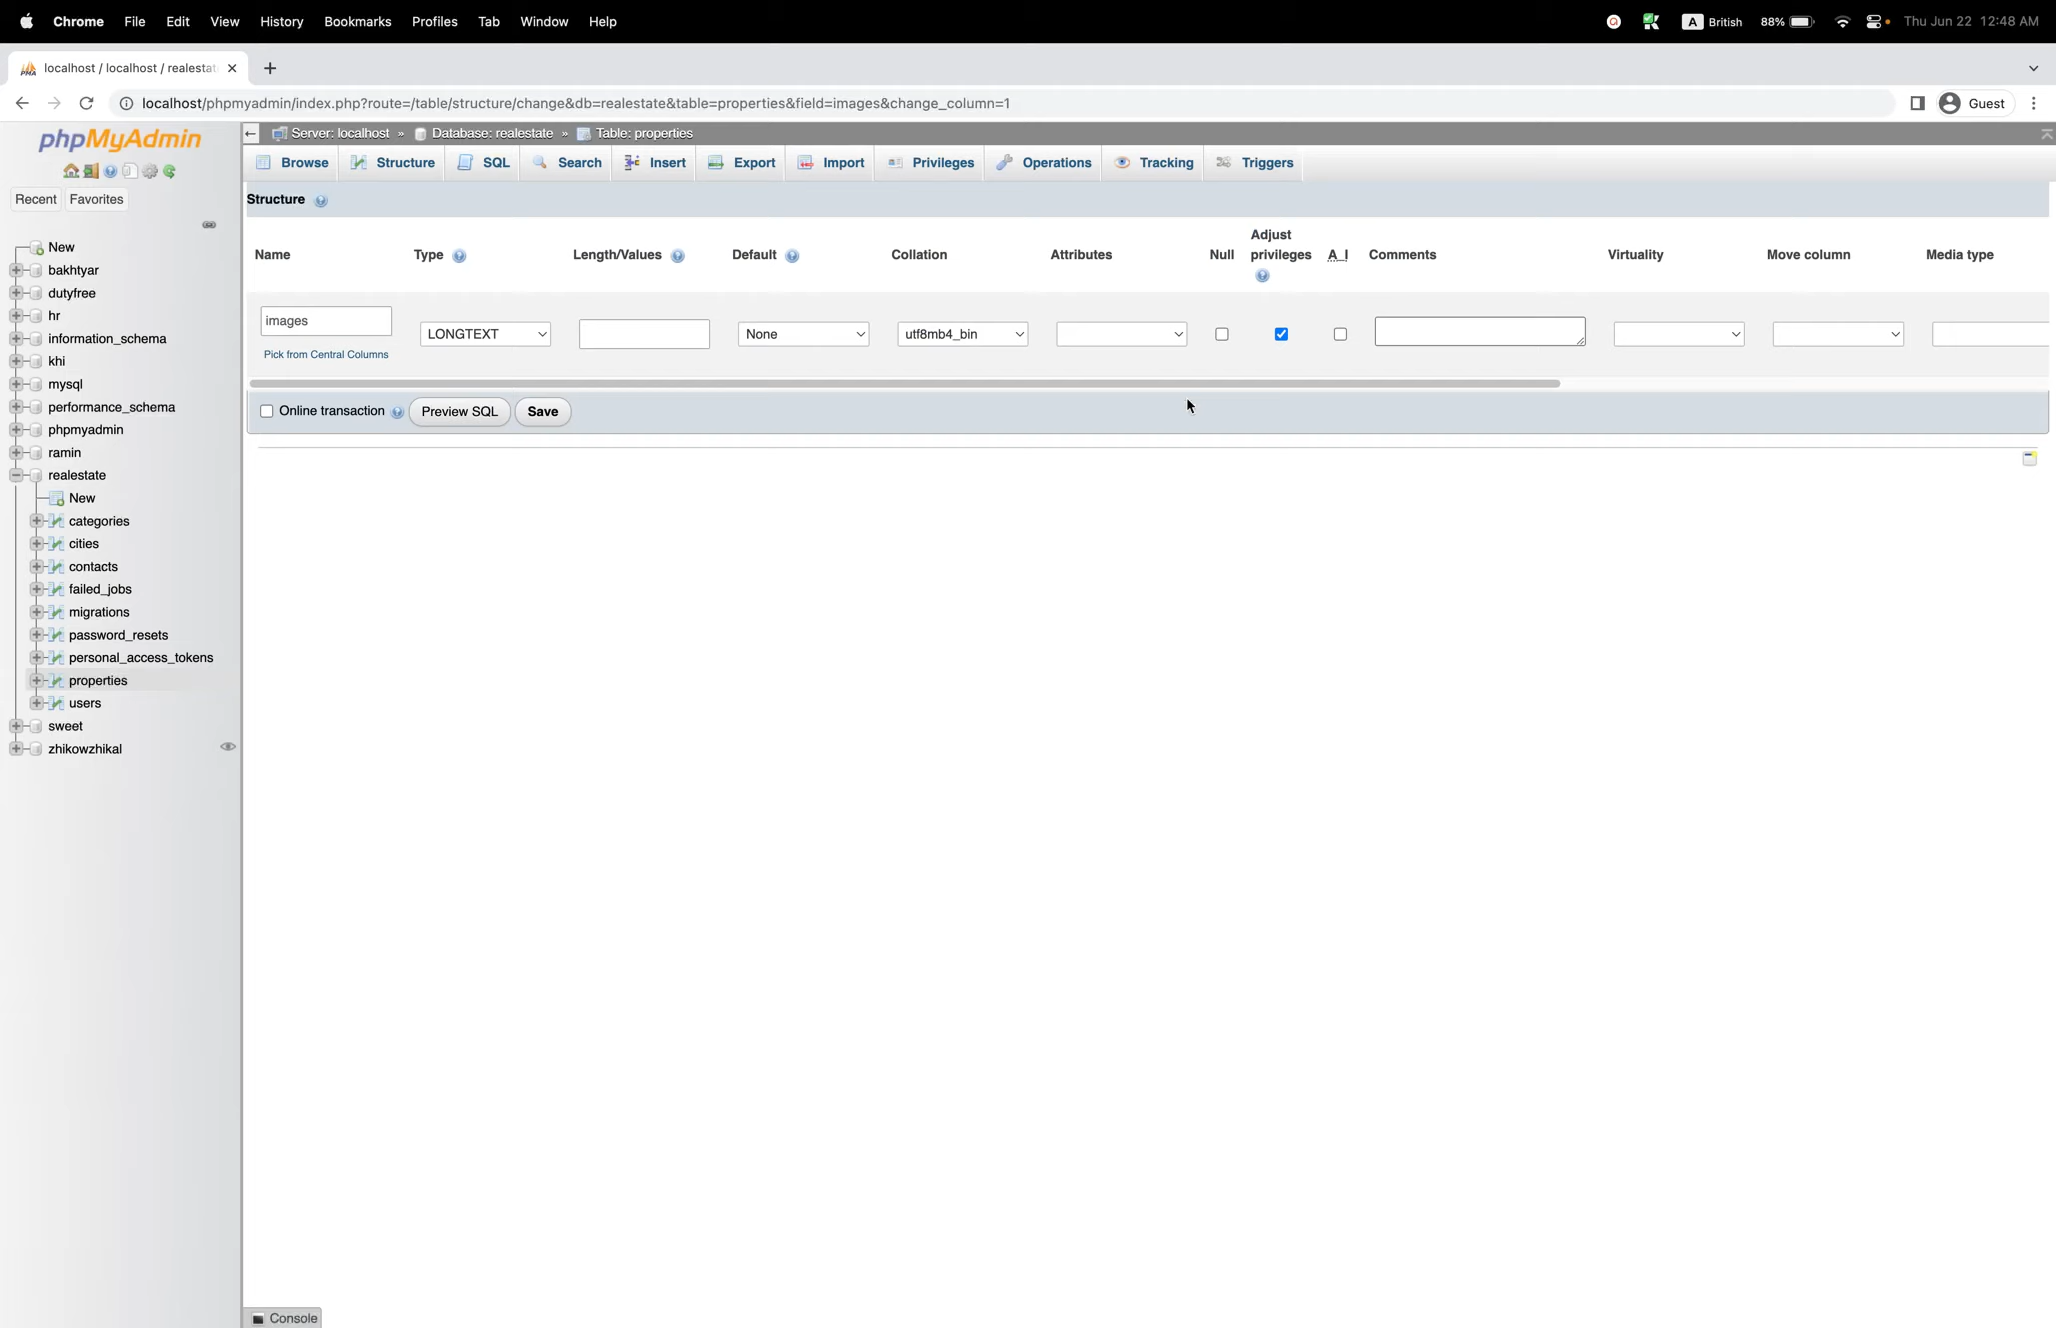 Chrome File Edit View History Bookmarks Profiles Tab Window Help A British 88% Thu Jun 22 12:48 AM
localhost / localhost / realestat
localhost/phpmyadmin/index.php?route=/table/structure/change&db=realestate&table=properties&field=images&change_column=1 Guest
phpMyAdmin
Recent Favorites
New
bakhtyar
dutyfree
hr
information_schema
khi
mysql
performance_schema
phpmyadmin
ramin
realestate
New
categories
cities
contacts
failed_jobs
migrations
password_resets
personal_access_tokens
properties
users
sweet
zhikowzhikal
Server: localhost » Database: realestate » Table: properties
Browse Structure SQL Search Insert Export Import Privileges Operations Tracking Triggers
Structure
Name Type Length/Values Default Collation Attributes Null Adjust privileges A_I Comments Virtuality Move column Media type
images LONGTEXT None utf8mb4_bin
Pick from Central Columns
Online transaction Preview SQL Save
Console